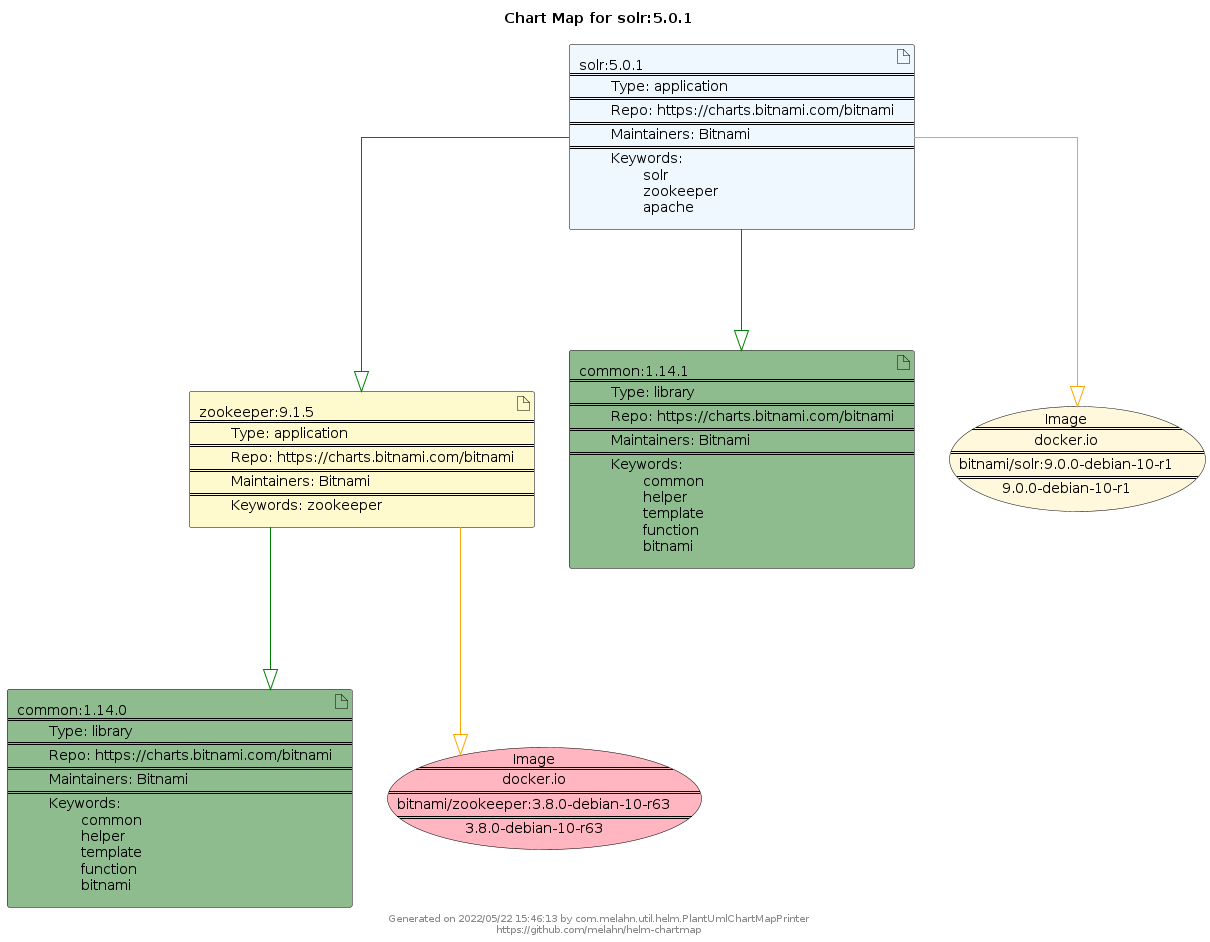 Chart Map for solr:5.0.1
solr:5.0.1
Type: application
Repo: https://charts.bitnami.com/bitnami
Maintainers: Bitnami
Keywords:
solr
zookeeper
apache
common:1.14.1
Type: library
Repo: https://charts.bitnami.com/bitnami
Maintainers: Bitnami
Keywords:
common
helper
template
function
bitnami
Image
docker.io
bitnami/solr:9.0.0-debian-10-r1
9.0.0-debian-10-r1
zookeeper:9.1.5
Type: application
Repo: https://charts.bitnami.com/bitnami
Maintainers: Bitnami
Keywords: zookeeper
common:1.14.0
Type: library
Repo: https://charts.bitnami.com/bitnami
Maintainers: Bitnami
Keywords:
common
helper
template
function
bitnami
Image
docker.io
bitnami/zookeeper:3.8.0-debian-10-r63
3.8.0-debian-10-r63
Generated on 2022/05/22 15:46:13 by com.melahn.util.helm.PlantUmlChartMapPrinter
https://github.com/melahn/helm-chartmap